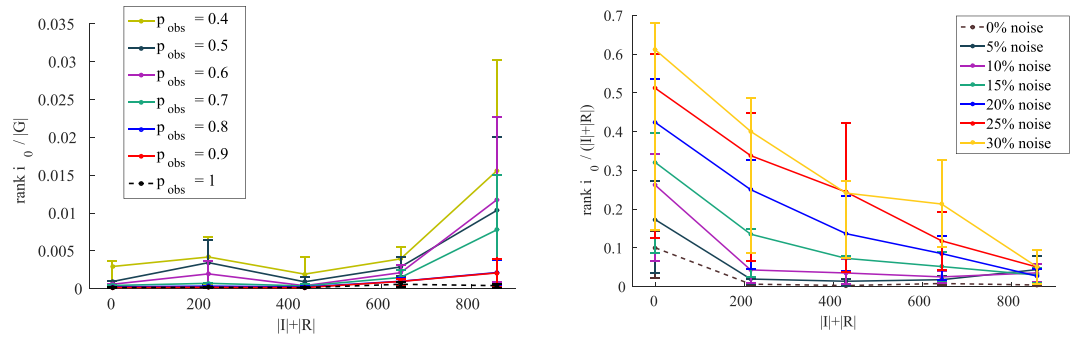 0.035
0.03
0.025
0.02
0.015
0.01
0.005
0
rank i 0 / |G|
0 200 400 600 800
|I|+|R|
p obs = 0.4
p obs = 0.5
p obs = 0.6
p obs = 0.7
p obs = 0.8
p obs = 0.9
p obs = 1
0.7
0.6
0.5
0.4
0.3
0.2
0.1
0
rank i 0 / (|I|+|R|)
0 200 400 600 800
|I|+|R|
0% noise
5% noise
10% noise
15% noise
20% noise
25% noise
30% noise